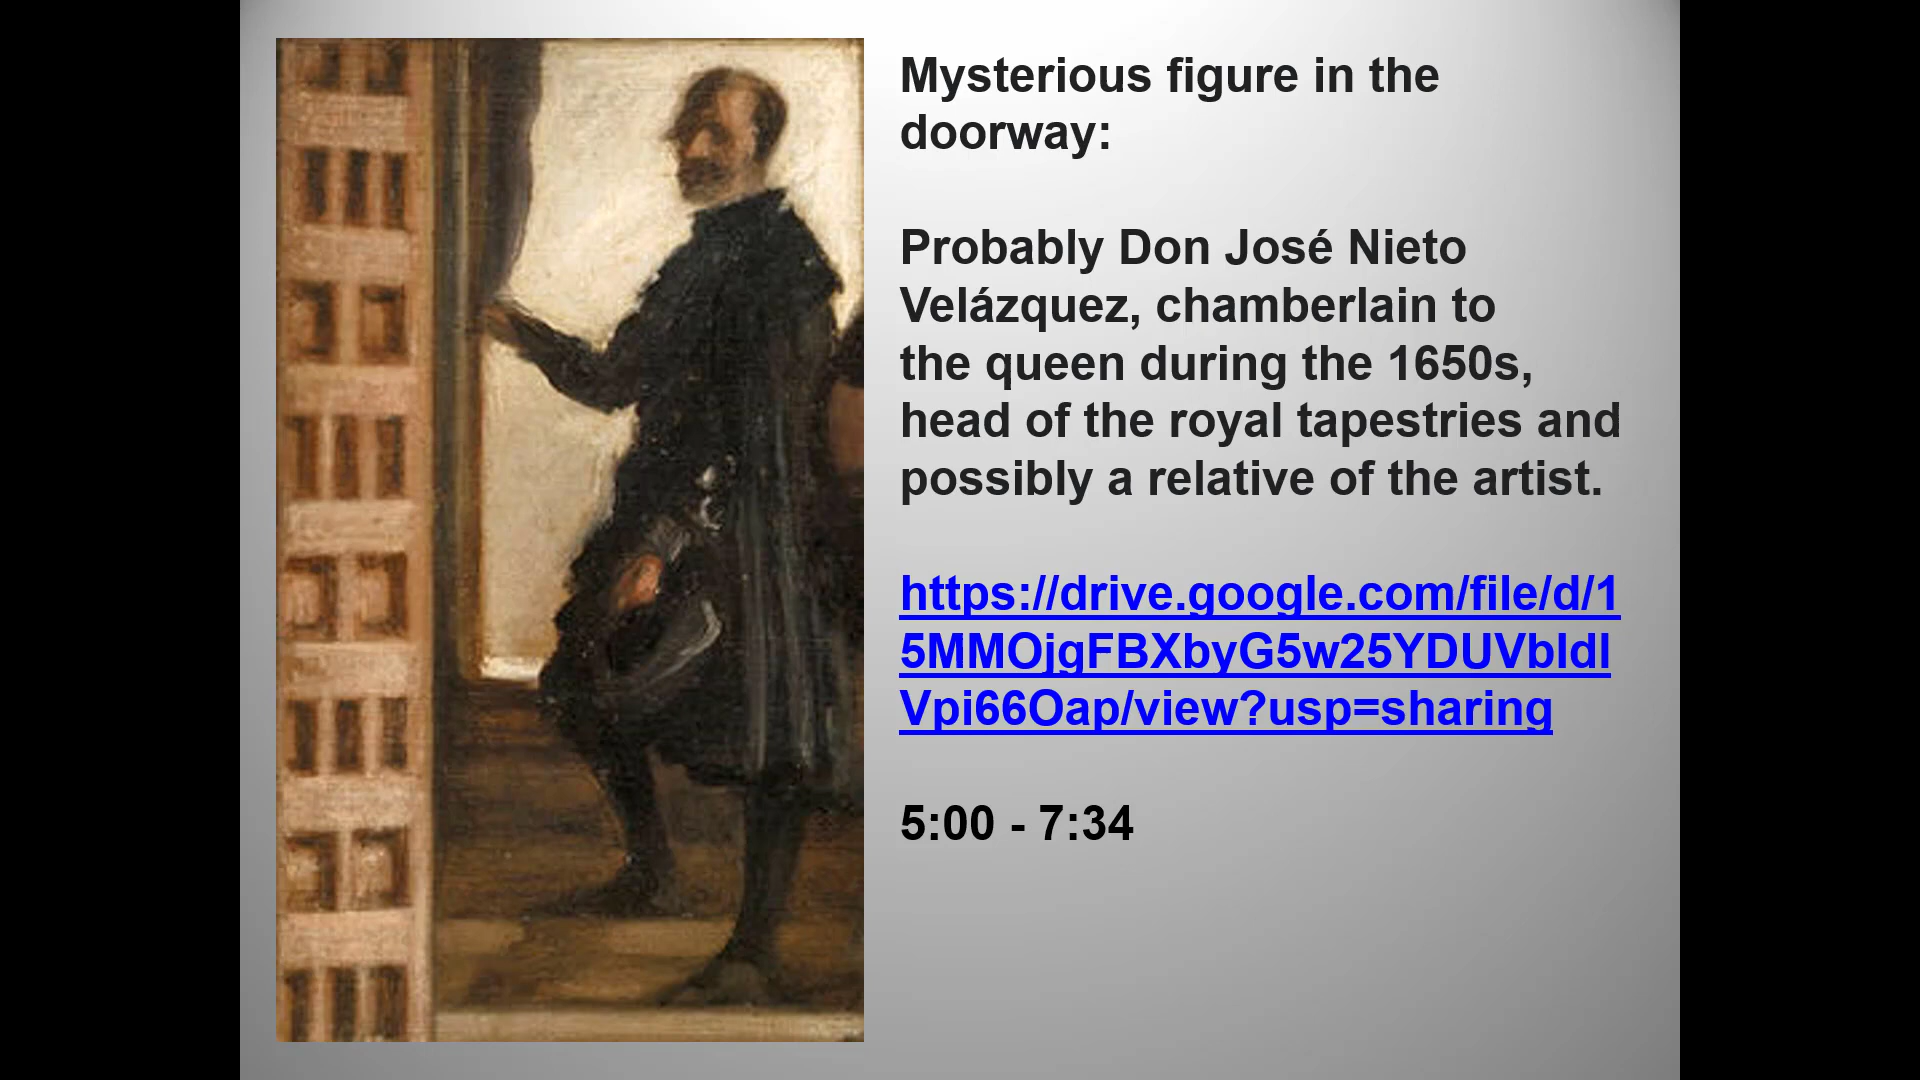 Mysterious figure in the
doorway:
Probably Don José Nieto
Velázquez, chamberlain to
the queen during the 1650s,
head of the royal tapestries and
possibly a relative of the artist.
https://drive.google.com/file/d/1
5MMOjgFBXbyG5w25YDUVbIdI
Vpi66Oap/view?usp=sharing
5:00 - 7:34